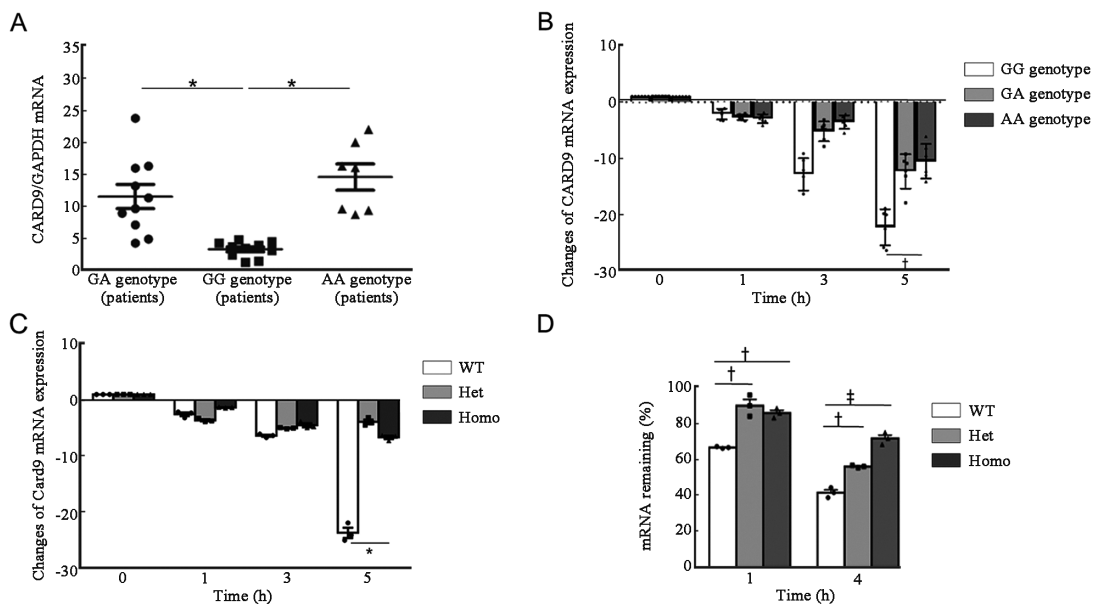 A
35
30
25
20
15
10
5
0
CARD9/GAPDH mRNA
*
*
GA genotype
(patients)
GG genotype
(patients)
AA genotype
(patients)
B
10
0
-10
-20
-30
Changes of CARD9 mRNA expression
GG genotype
GA genotype
AA genotype
†
0
1
3
5
Time (h)
C
10
0
-10
-20
-30
Changes of Card9 mRNA expression
WT
Het
Homo
*
0
1
3
5
Time (h)
D
100
80
60
40
20
0
mRNA remaining (%)
†
†
‡
†
WT
Het
Homo
1
4
Time (h)